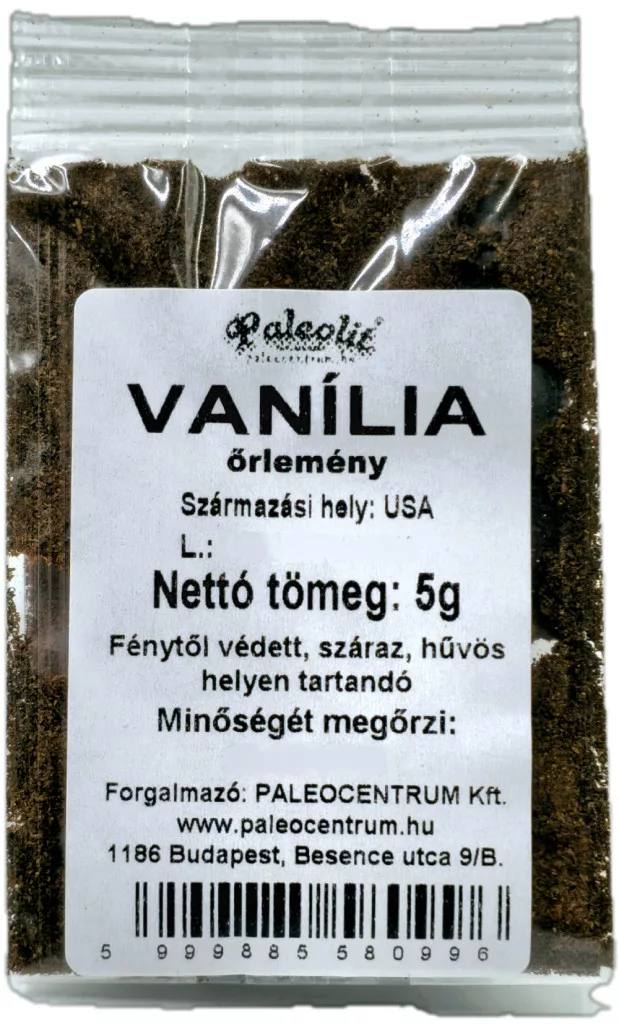 Paleolit®
paleocentrum.hu
VANÍLIA
őrlemény
Származási hely: USA
L.:
Nettó tömeg: 5g
Fénytől védett, száraz, hűvös
helyen tartandó
Minőségét megőrzi:
Forgalmazó: PALEOCENTRUM Kft.
www.paleocentrum.hu
1186 Budapest, Besence utca 9/B.
5 999885 580996